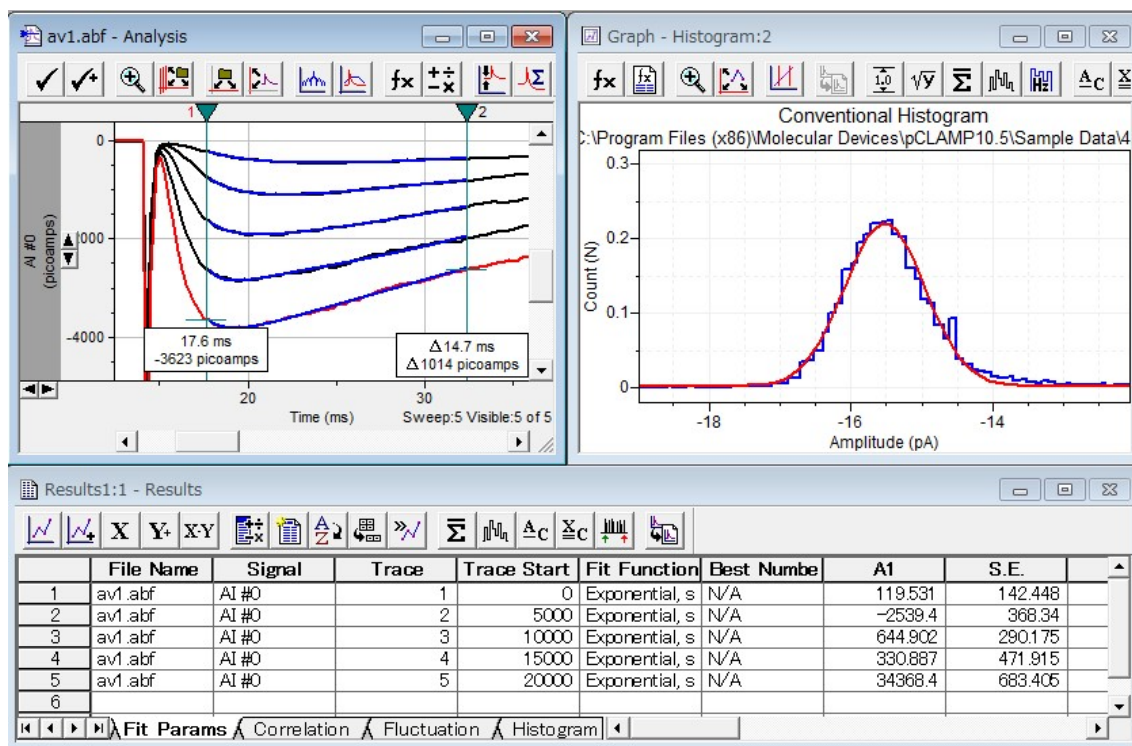 av1.abf - Analysis
fx
1
2
0
2000
-4000
AI #0
(picoamps)
17.6 ms
-3623 picoamps
Δ14.7 ms
Δ1014 picoamps
20
30
Time (ms)
Sweep:5 Visible:5 of 5
Graph - Histogram:2
fx
1.0
√y
Σ
Hz
Conventional Histogram
C:\Program Files (x86)\Molecular Devices\pCLAMP10.5\Sample Data\4
0.3
0.2
0.1
0
Count (N)
-18
-16
-14
Amplitude (pA)
Results1:1 - Results
X Y+ X-Y Σ
File Name Signal Trace Trace Start Fit Function Best Numbe A1 S.E.
1 av1.abf AI #0 1 0 Exponential, s N/A 119.531 142.448
2 av1.abf AI #0 2 5000 Exponential, s N/A -2539.4 368.34
3 av1.abf AI #0 3 10000 Exponential, s N/A 644.902 290.175
4 av1.abf AI #0 4 15000 Exponential, s N/A 330.887 471.915
5 av1.abf AI #0 5 20000 Exponential, s N/A 34368.4 683.405
6
Fit Params Correlation Fluctuation Histogram